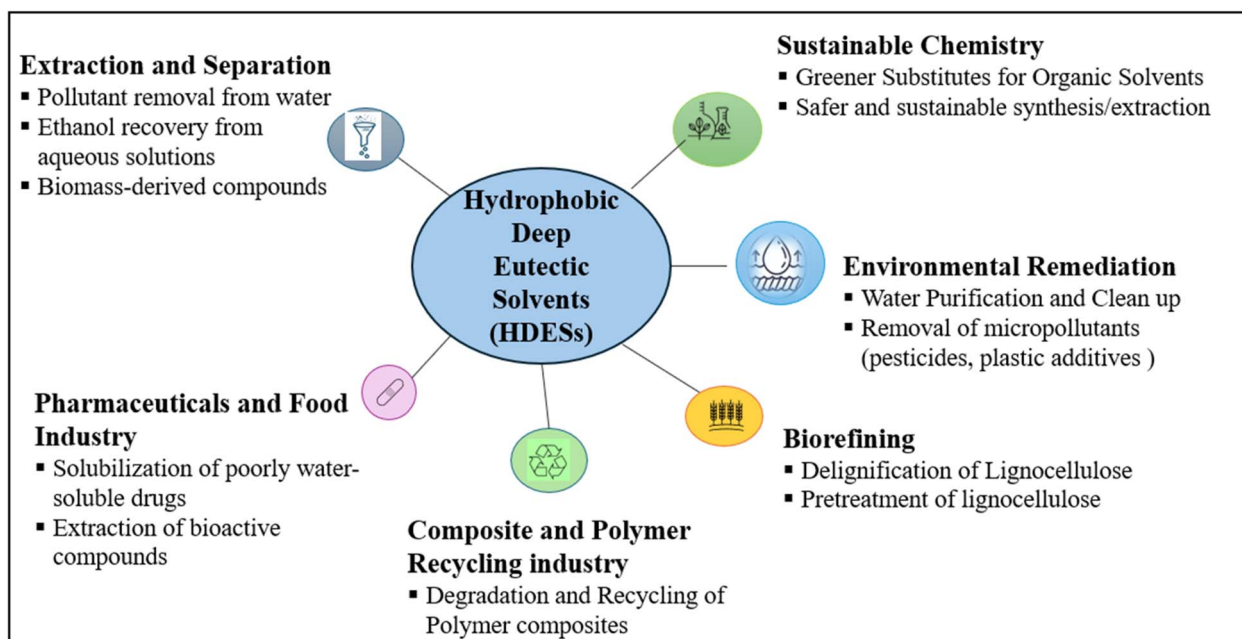 Extraction and Separation
▪ Pollutant removal from water
▪ Ethanol recovery from
aqueous solutions
▪ Biomass-derived compounds
Sustainable Chemistry
▪ Greener Substitutes for Organic Solvents
▪ Safer and sustainable synthesis/extraction
Hydrophobic
Deep
Eutectic
Solvents
(HDESs)
Environmental Remediation
▪ Water Purification and Clean up
▪ Removal of micropollutants
(pesticides, plastic additives )
Pharmaceuticals and Food
Industry
▪ Solubilization of poorly water-
soluble drugs
▪ Extraction of bioactive
compounds
Composite and Polymer
Recycling industry
▪ Degradation and Recycling of
Polymer composites
Biorefining
▪ Delignification of Lignocellulose
▪ Pretreatment of lignocellulose